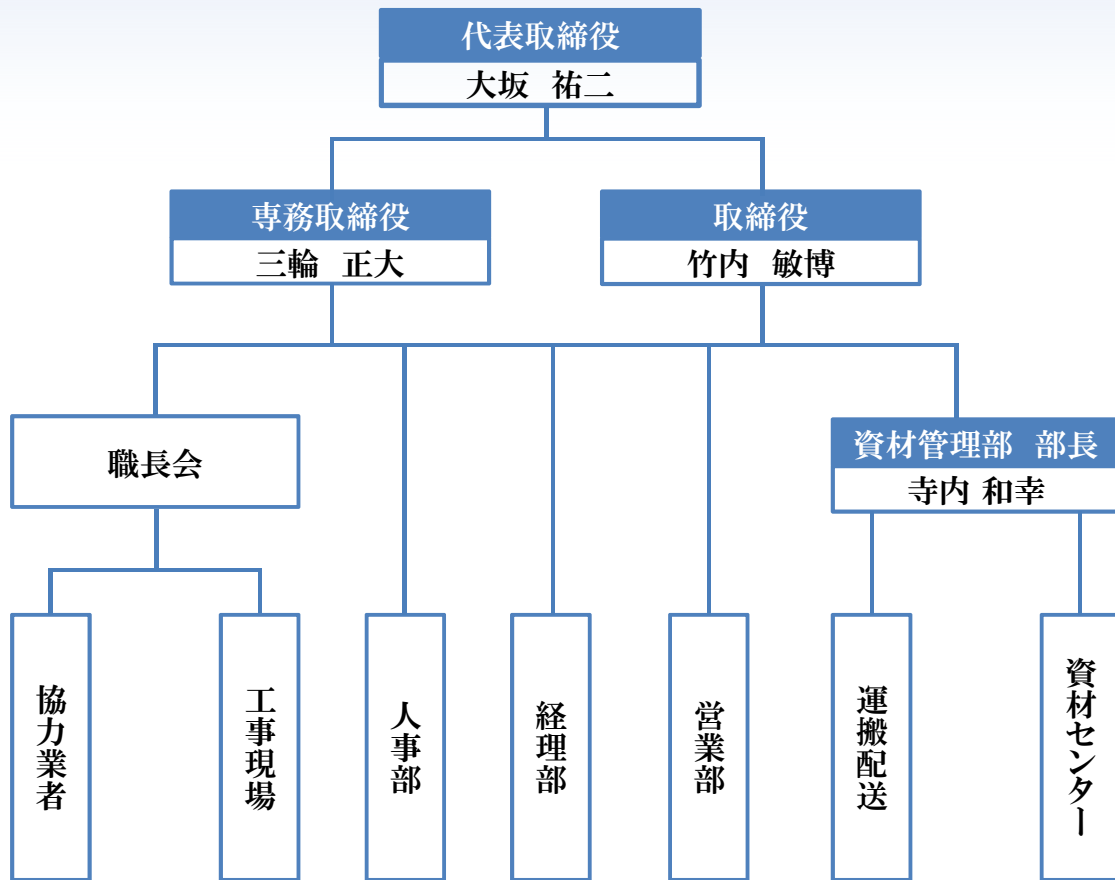 代表取締役
大坂 祐二
専務取締役
三輪 正大
取締役
竹内 敏博
職長会
資材管理部 部長
寺内 和幸
協力業者
工事現場
人事部
経理部
営業部
運搬配送
資材センター